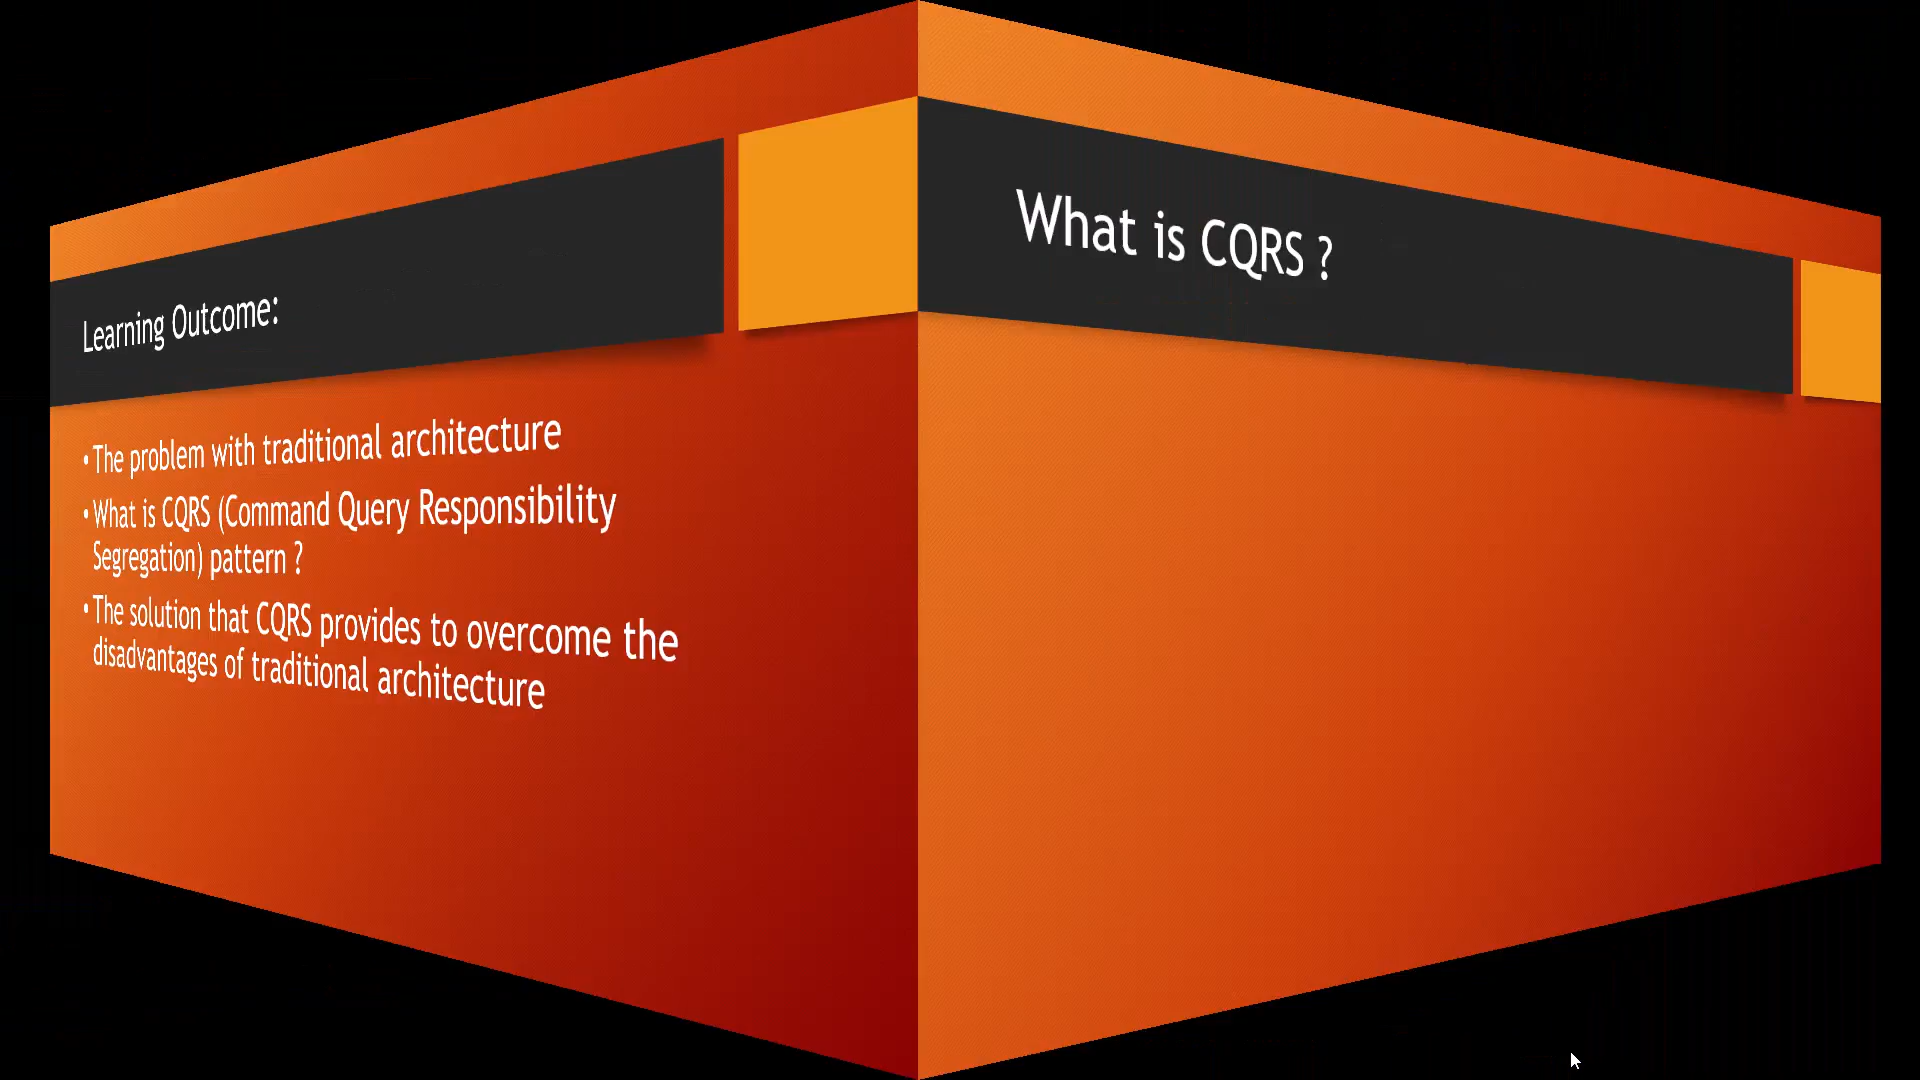 Learning Outcome:
•The problem with traditional architecture
•What is CQRS (Command Query Responsibility
Segregation) pattern ?
•The solution that CQRS provides to overcome the
disadvantages of traditional architecture
What is CQRS ?